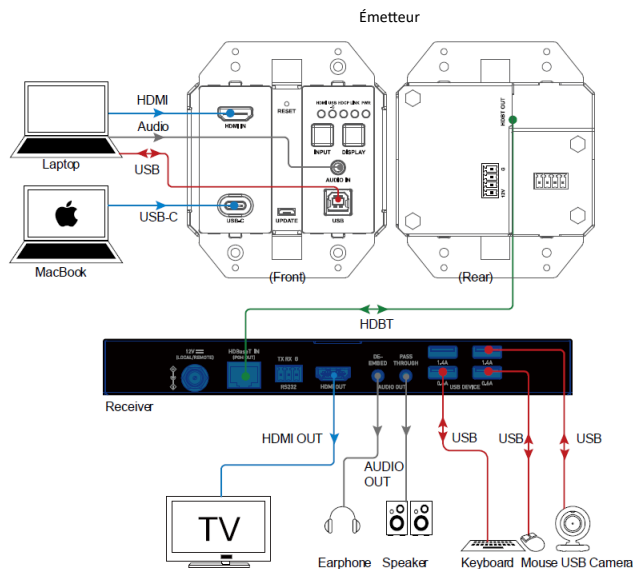 Émetteur
HDMI
Audio
Laptop
USB
MacBook
USB-C
HDMI IN
RESET
HDMI USB HDCP LINK PWR
INPUT
DISPLAY
AUDIO IN
USB-C
UPDATE
USB
(Front)
HDBT OUT
(Rear)
HDBT
12V
(LOCAL/REMOTE)
HDBaseT IN
TX RX G
RS232
HDMI OUT
DE-EMBED
PASS THROUGH
AUDIO OUT
1.4A
1.4A
0.6A
USB DEVICE
Receiver
HDMI OUT
AUDIO
OUT
USB
USB
USB
TV
Earphone
Speaker
Keyboard
Mouse
USB Camera